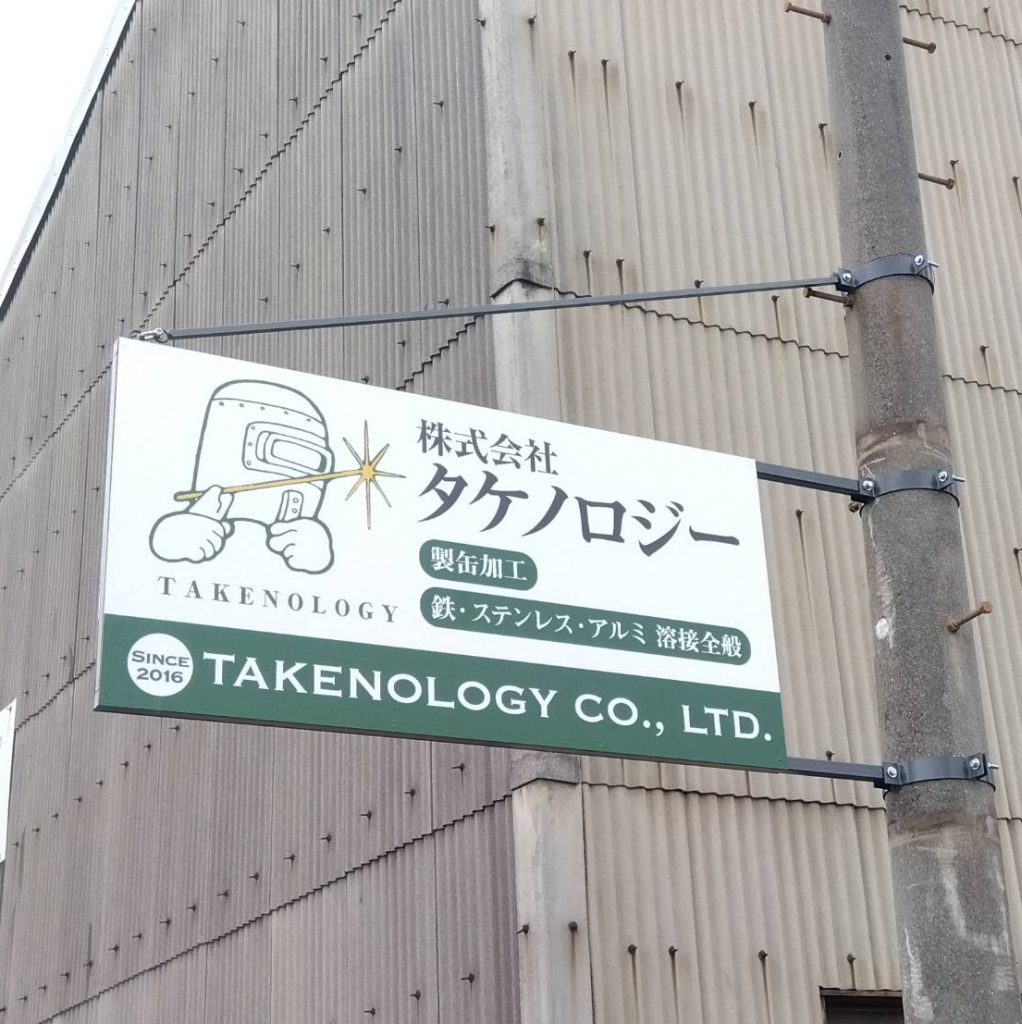 株式会社
タケノロジー
製缶加工
鉄・ステンレス・アルミ 溶接全般
TAKENOLOGY
SINCE
2016
TAKENOLOGY CO., LTD.